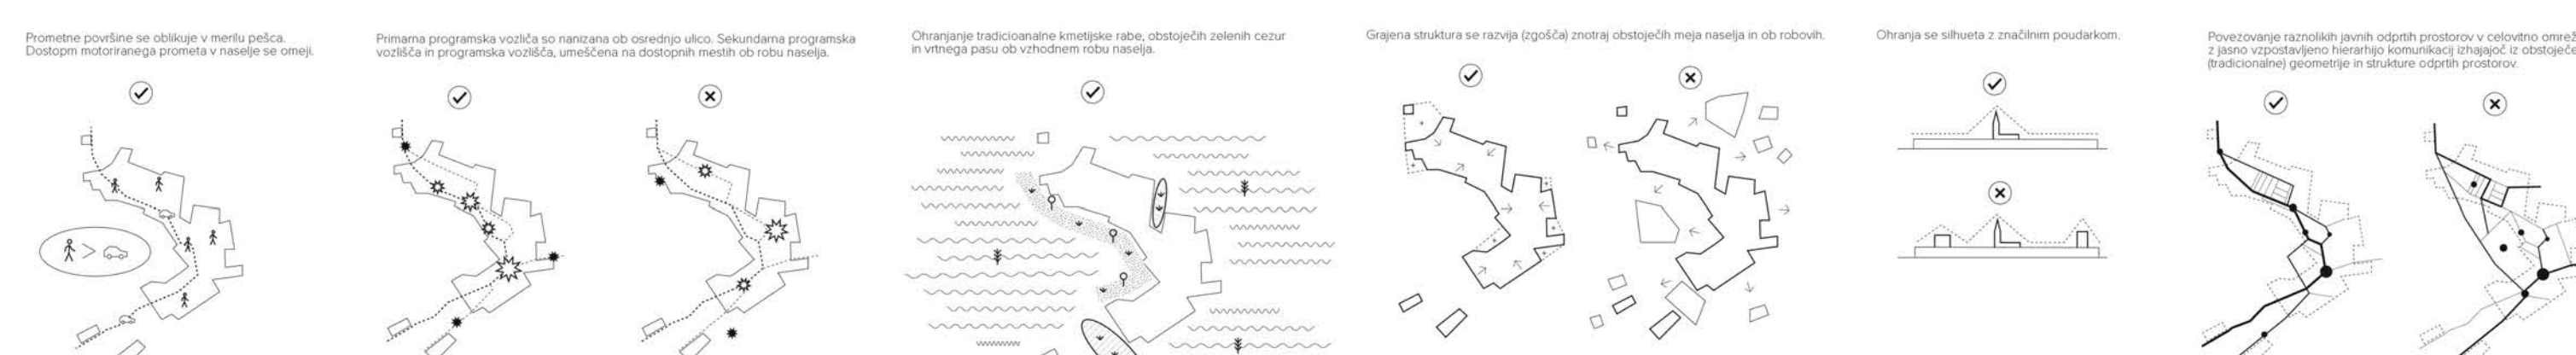 Prometne površine se oblikuje v merilu pešca.
Dostopm motoriranega prometa v naselje se omeji.
Primarna programska vozliča so nanizana ob osrednjo ulico. Sekundarna programska
vozlišča in programska vozlišča, umeščena na dostopnih mestih ob robu naselja.
Ohranjanje tradicioanalne kmetijske rabe, obstoječih zelenih cezur
in vrtnega pasu ob vzhodnem robu naselja.
Grajena struktura se razvija (zgošča) znotraj obstoječih meja naselja in ob robovih.
Ohranja se silhueta z značilnim poudarkom.
Povezovanje raznolikih javnih odprtih prostorov v celovitno omrež
z jasno vzpostavljeno hierarhijo komunikacij izhajajoč iz obstoječe
(tradicionalne) geometrije in strukture odprtih prostorov.